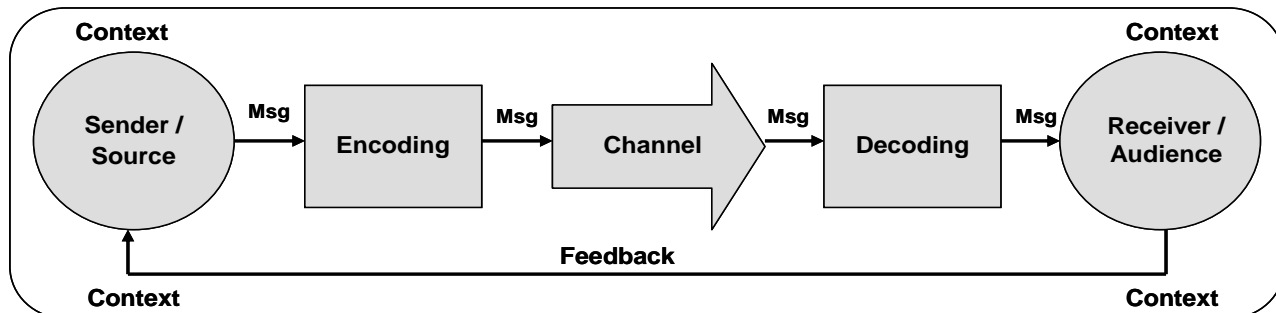 Context
Context
Sender /
Source
Msg
Encoding
Msg
Channel
Msg
Decoding
Msg
Receiver /
Audience
Feedback
Context
Context